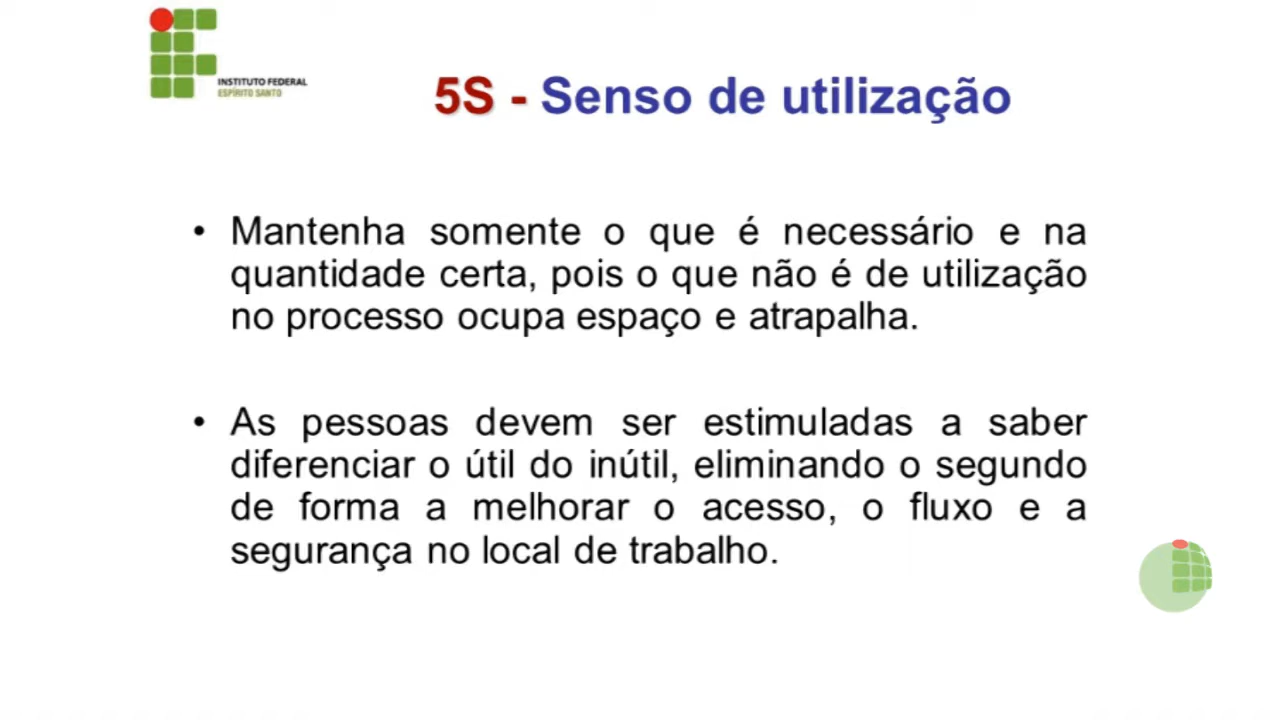 INSTITUTO FEDERAL
ESPÍRITO SANTO
5S - Senso de utilização
• Mantenha somente o que é necessário e na
quantidade certa, pois o que não é de utilização
no processo ocupa espaço e atrapalha.
• As pessoas devem ser estimuladas a saber
diferenciar o útil do inútil, eliminando o segundo
de forma a melhorar o acesso, o fluxo e a
segurança no local de trabalho.